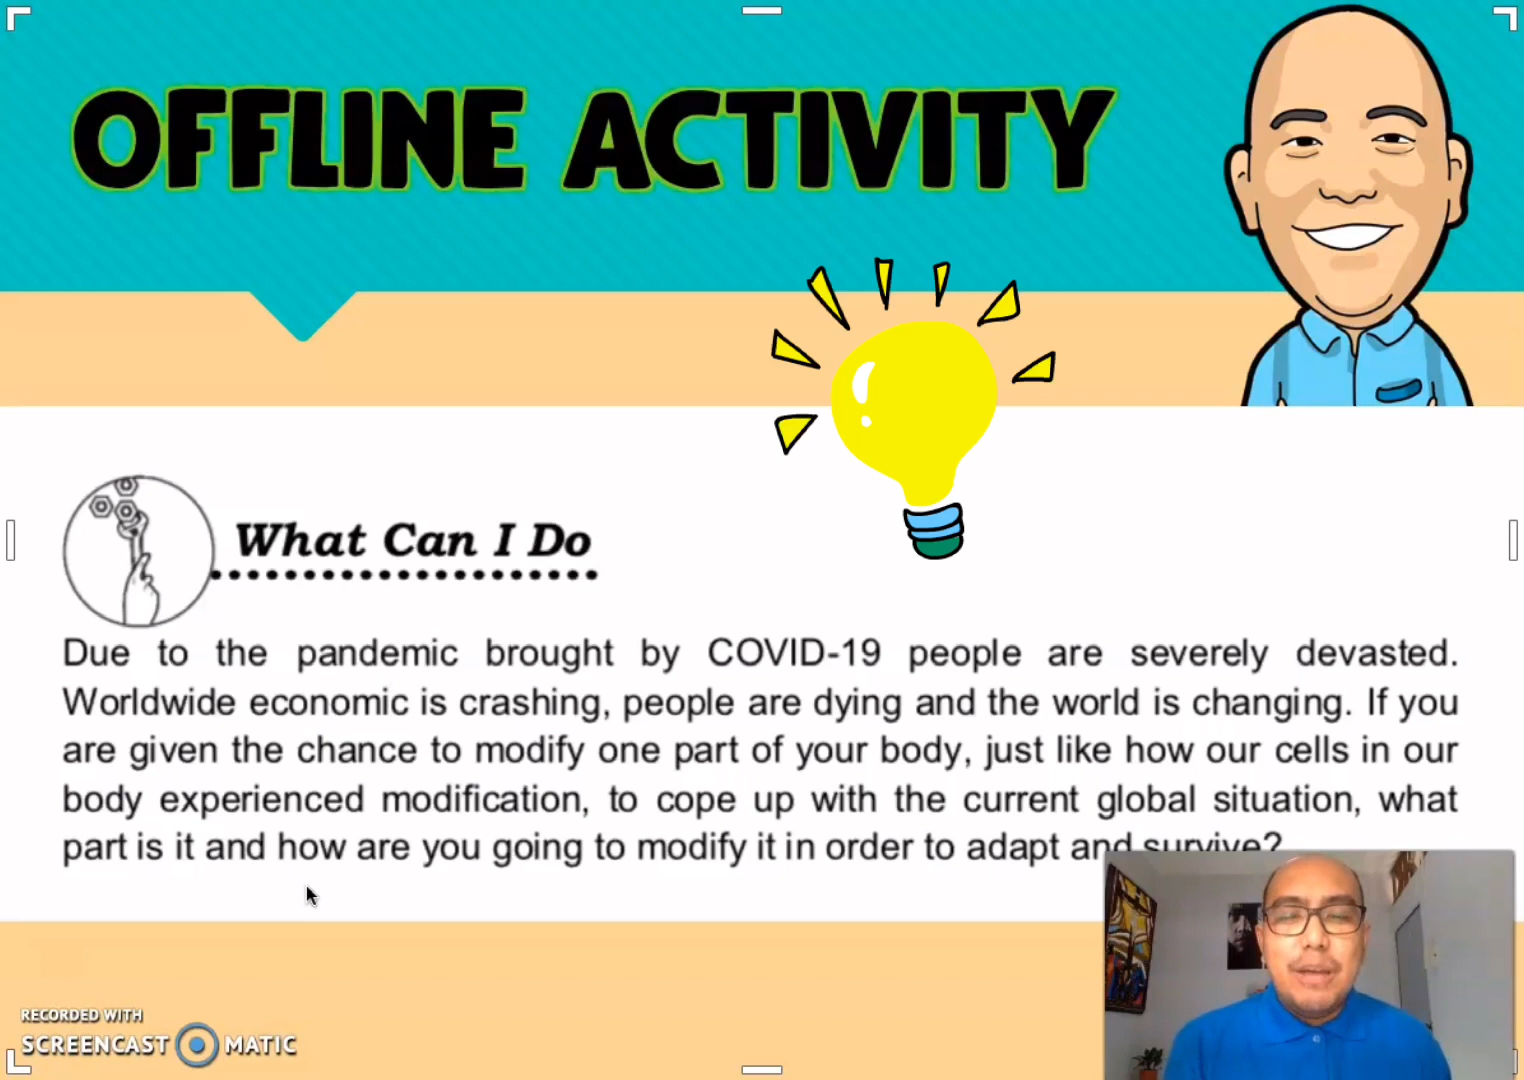 OFFLINE ACTIVITY
What Can I Do
Due to the pandemic brought by COVID-19 people are severely devasted.
Worldwide economic is crashing, people are dying and the world is changing. If you
are given the chance to modify one part of your body, just like how our cells in our
body experienced modification, to cope up with the current global situation, what
part is it and how are you going to modify it in order to adapt and survive?
RECORDED WITH
SCREENCAST MATIC